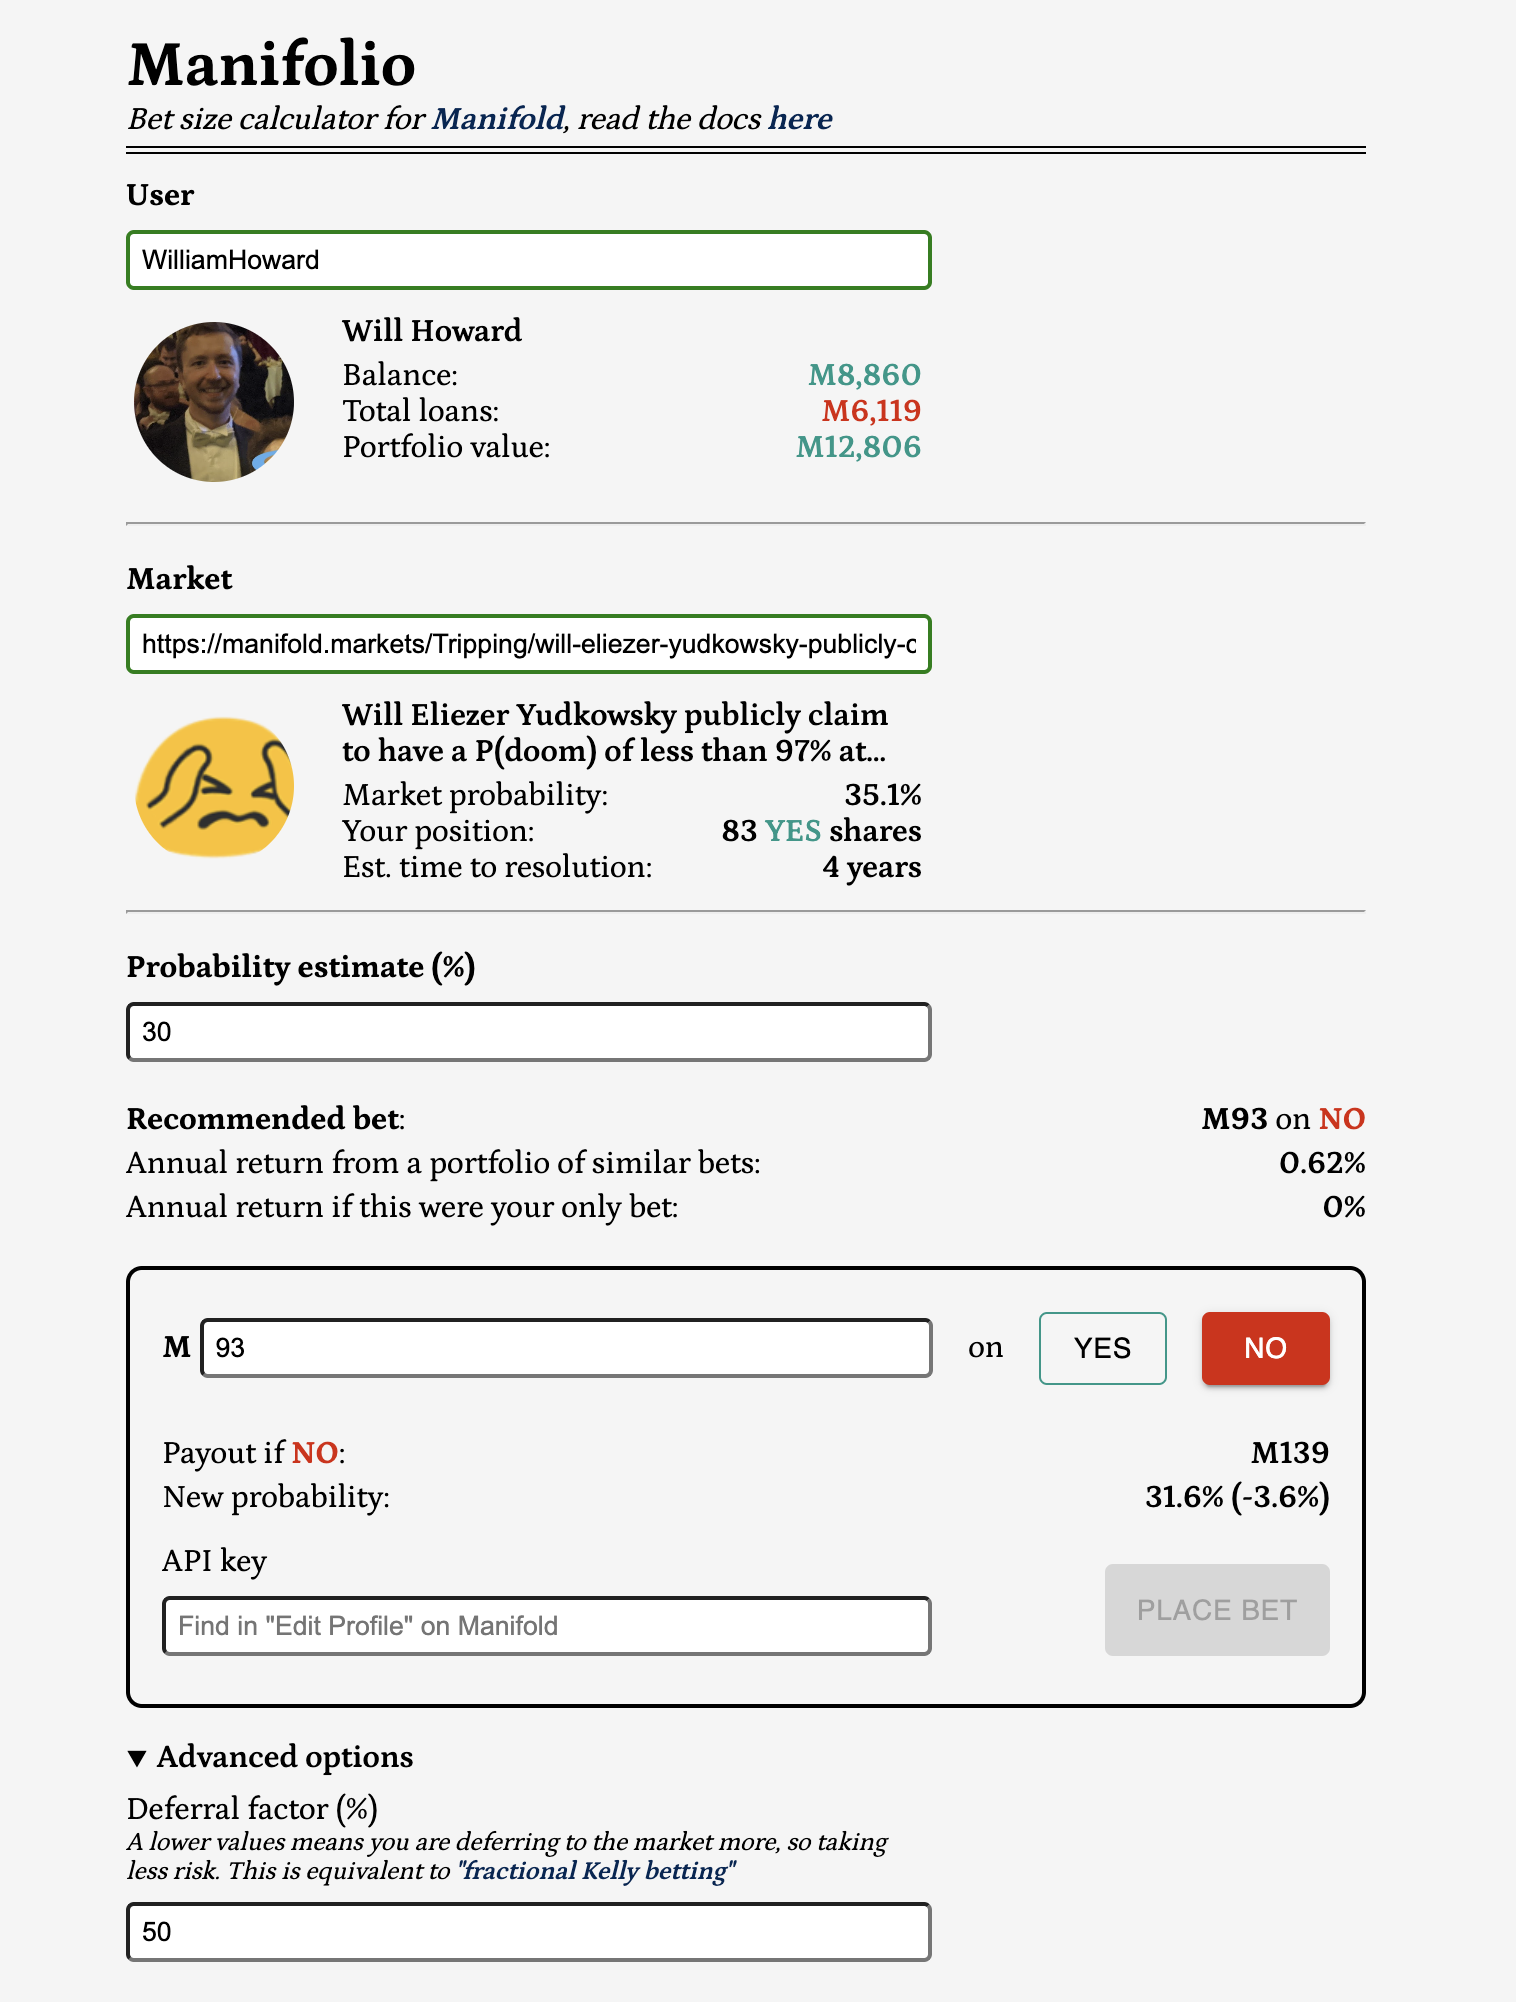 Manifolio
Bet size calculator for Manifold, read the docs here
User
WilliamHoward
Will Howard
Balance: M8,860
Total loans: M6,119
Portfolio value: M12,806
Market
https://manifold.markets/Tripping/will-eliezer-yudkowsky-publicly-c
Will Eliezer Yudkowsky publicly claim
to have a P(doom) of less than 97% at...
Market probability: 35.1%
Your position: 83 YES shares
Est. time to resolution: 4 years
Probability estimate (%)
30
Recommended bet: M93 on NO
Annual return from a portfolio of similar bets: 0.62%
Annual return if this were your only bet: 0%
M 93 on YES NO
Payout if NO: M139
New probability: 31.6% (-3.6%)
API key
Find in "Edit Profile" on Manifold
PLACE BET
▼ Advanced options
Deferral factor (%)
A lower values means you are deferring to the market more, so taking
less risk. This is equivalent to "fractional Kelly betting"
50